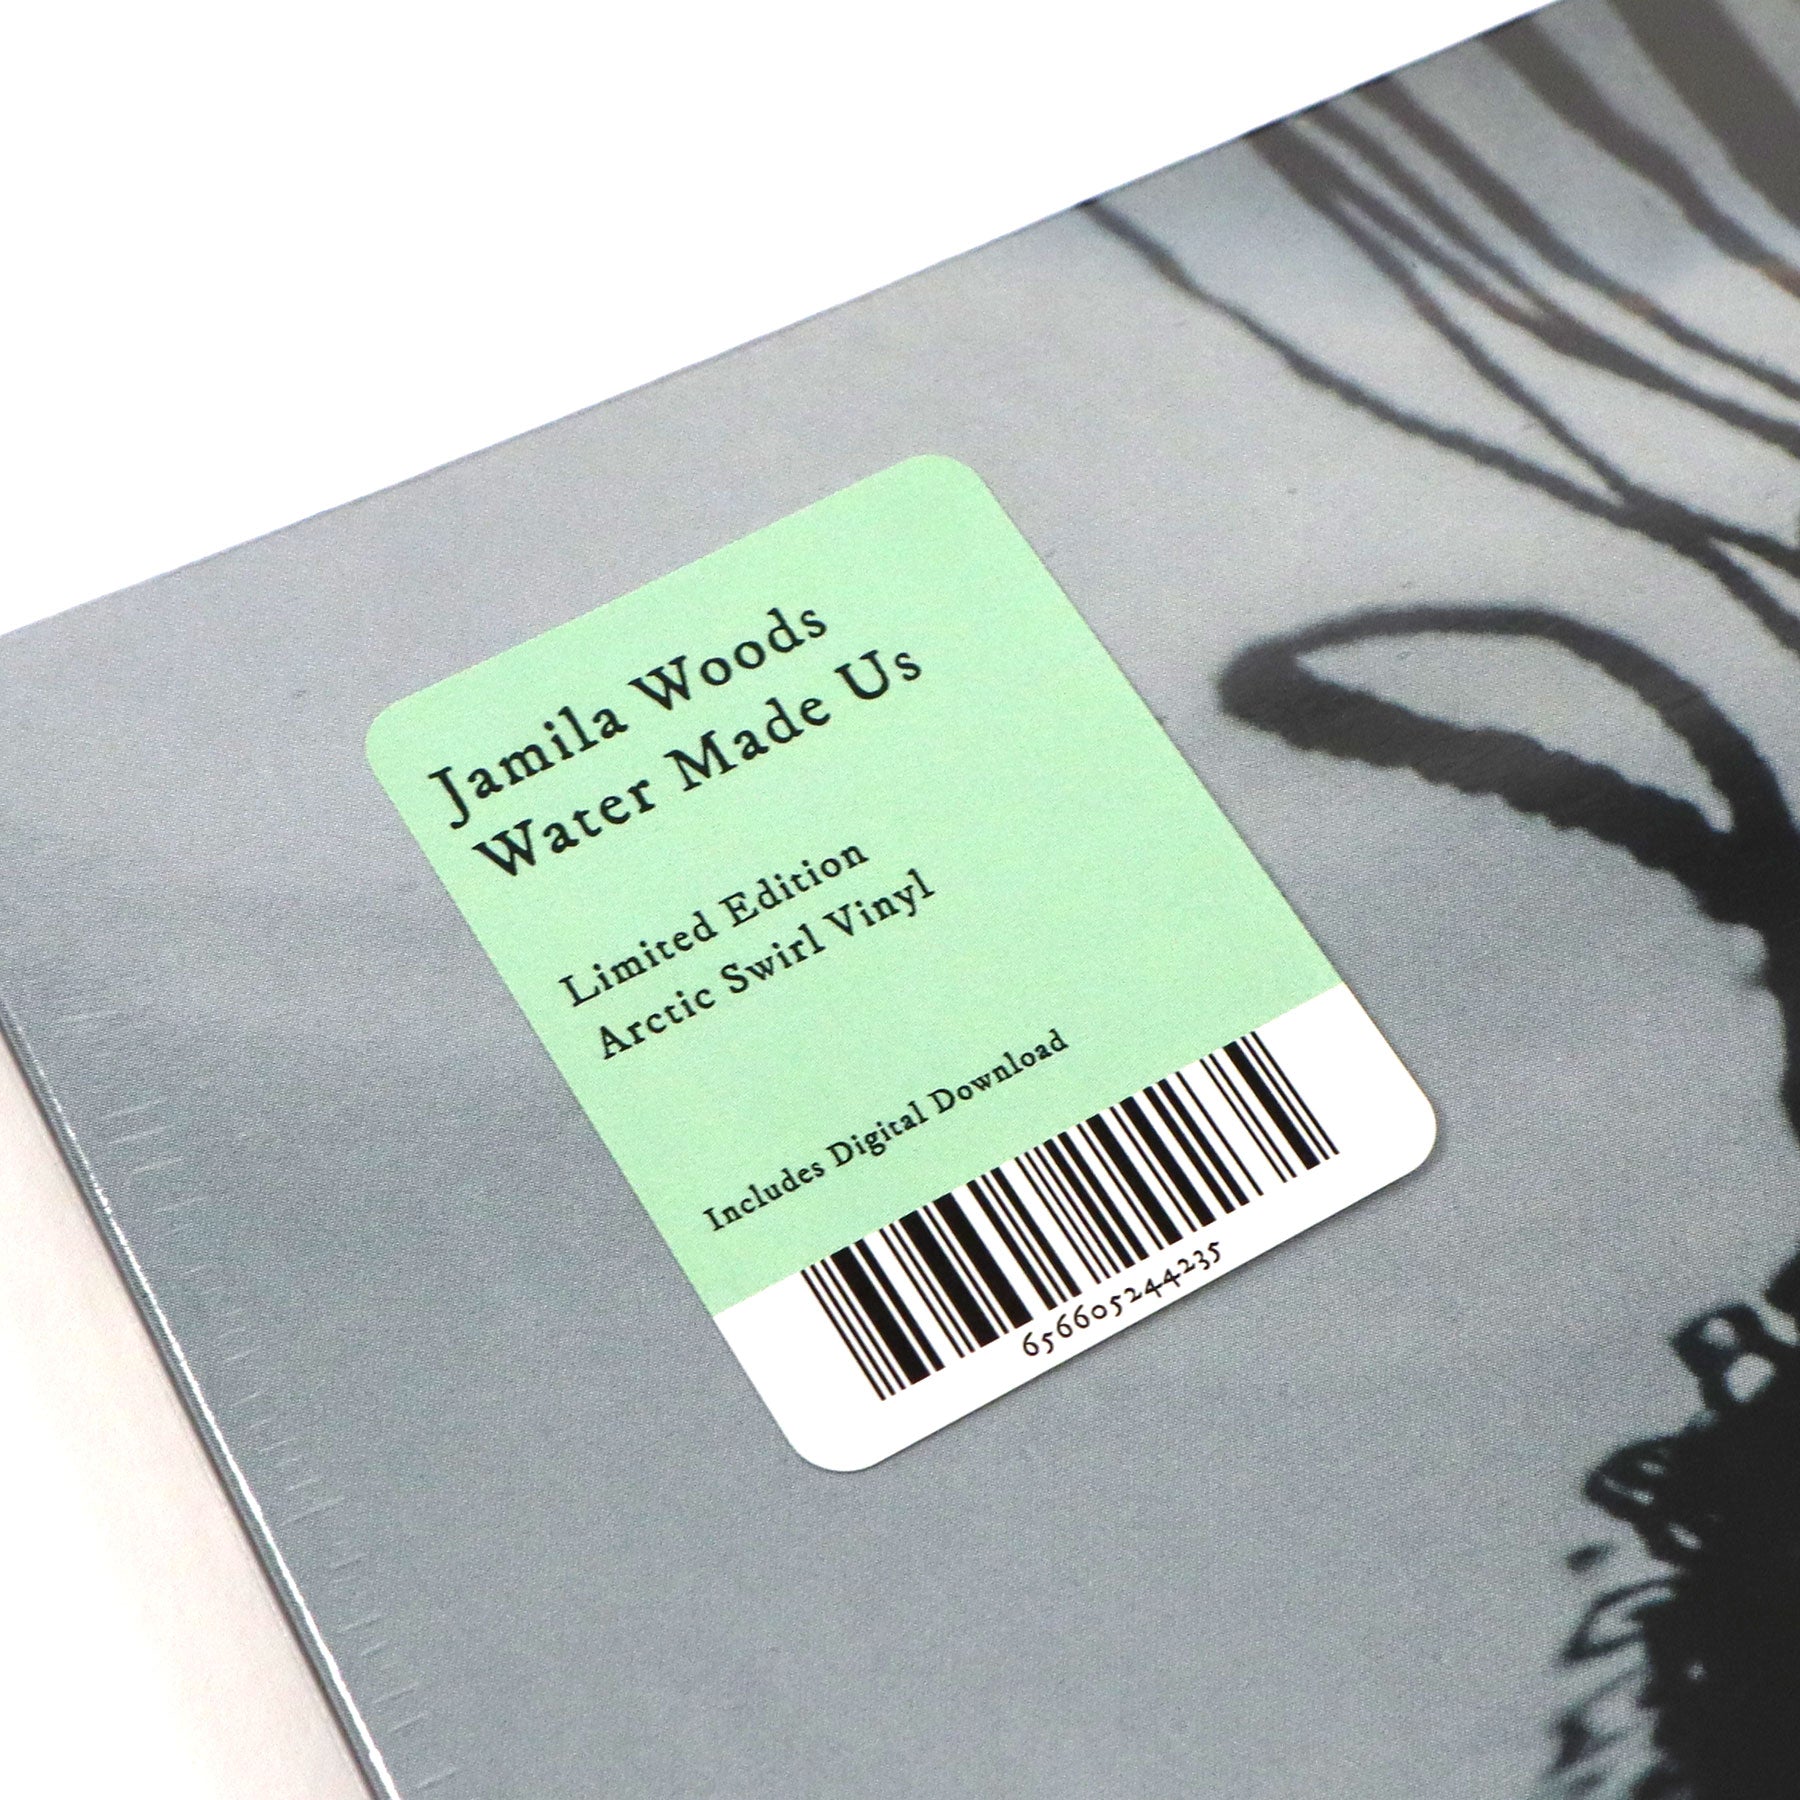 Jamila Woods
Water Made Us
Limited Edition
Arctic Swirl Vinyl
Includes Digital Download
656605244235